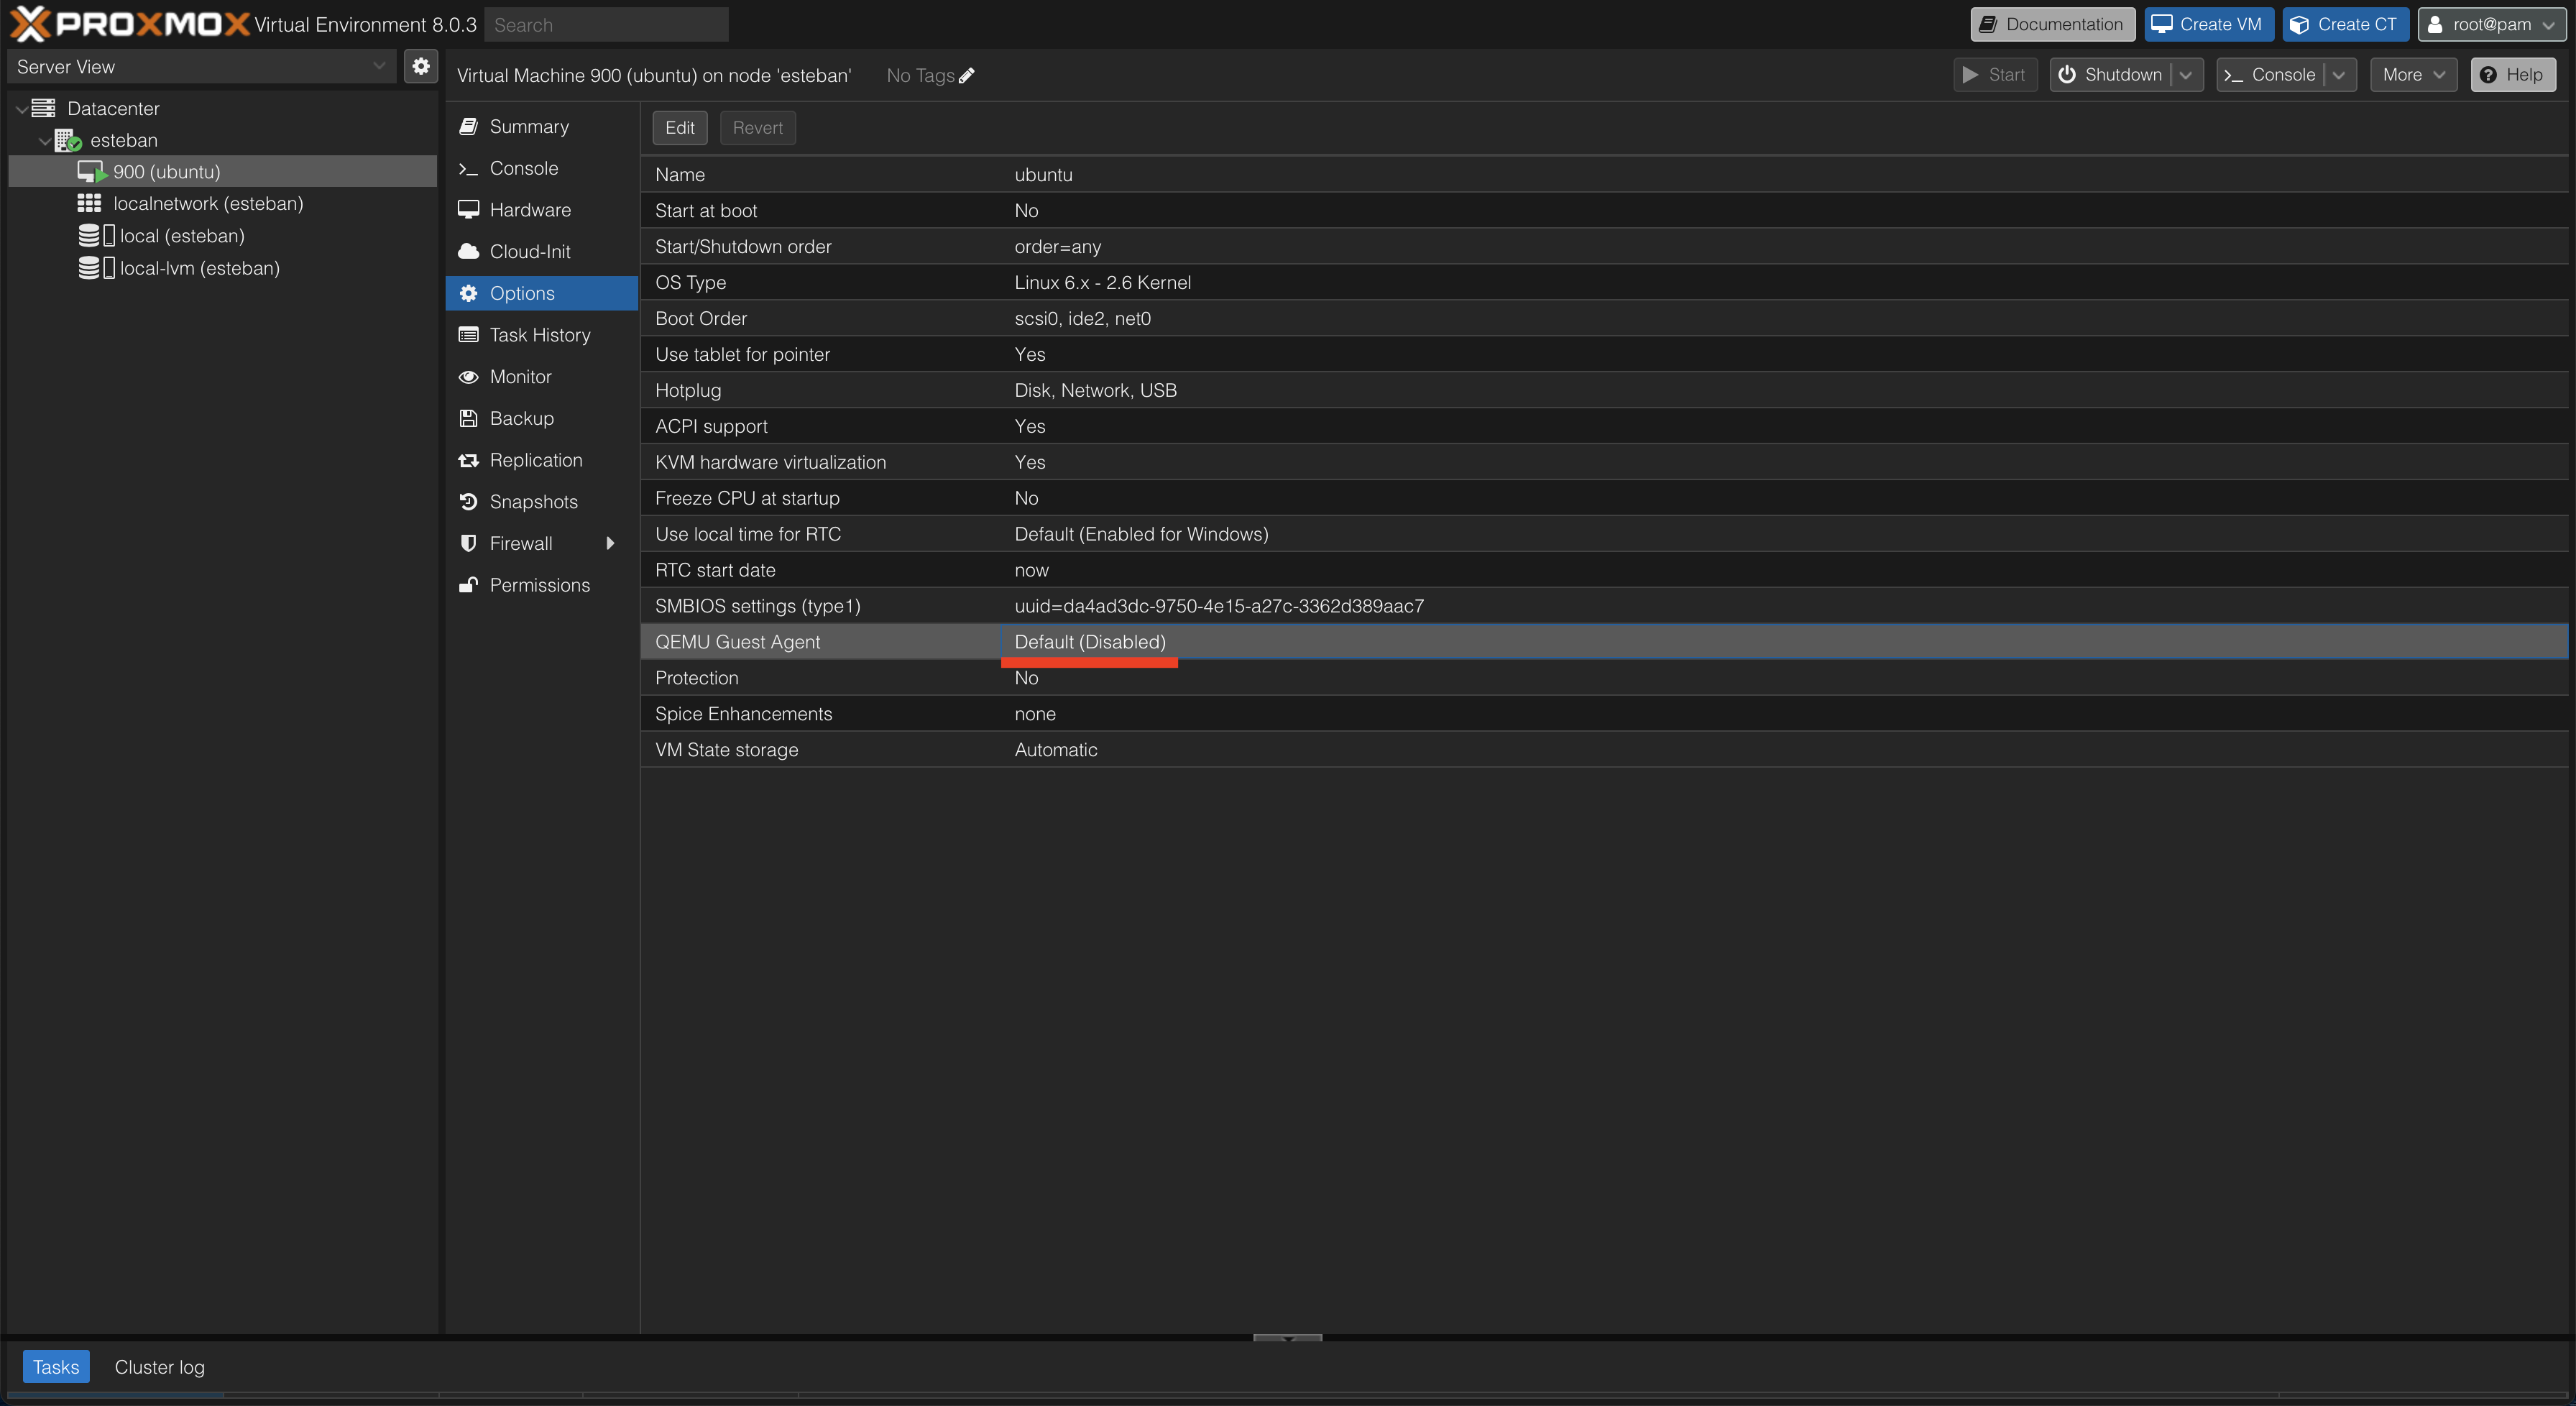 PROXMOX Virtual Environment 8.0.3 Search Documentation Create VM Create CT root@pam
Server View
Virtual Machine 900 (ubuntu) on node 'esteban' No Tags Start Shutdown >_ Console More Help
Datacenter
esteban
900 (ubuntu)
localnetwork (esteban)
local (esteban)
local-lvm (esteban)
Summary
>_ Console
Hardware
Cloud-Init
Options
Task History
Monitor
Backup
Replication
Snapshots
Firewall
Permissions
Edit Revert
Name ubuntu
Start at boot No
Start/Shutdown order order=any
OS Type Linux 6.x - 2.6 Kernel
Boot Order scsi0, ide2, net0
Use tablet for pointer Yes
Hotplug Disk, Network, USB
ACPI support Yes
KVM hardware virtualization Yes
Freeze CPU at startup No
Use local time for RTC Default (Enabled for Windows)
RTC start date now
SMBIOS settings (type1) uuid=da4ad3dc-9750-4e15-a27c-3362d389aac7
QEMU Guest Agent Default (Disabled)
Protection No
Spice Enhancements none
VM State storage Automatic
Tasks Cluster log